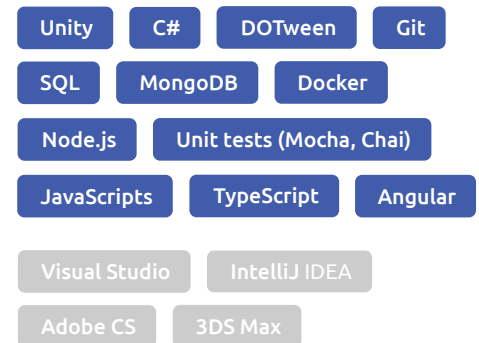 Unity C# DOTween Git
SQL MongoDB Docker
Node.js Unit tests (Mocha, Chai)
JavaScripts TypeScript Angular
Visual Studio IntelliJ IDEA
Adobe CS 3DS Max